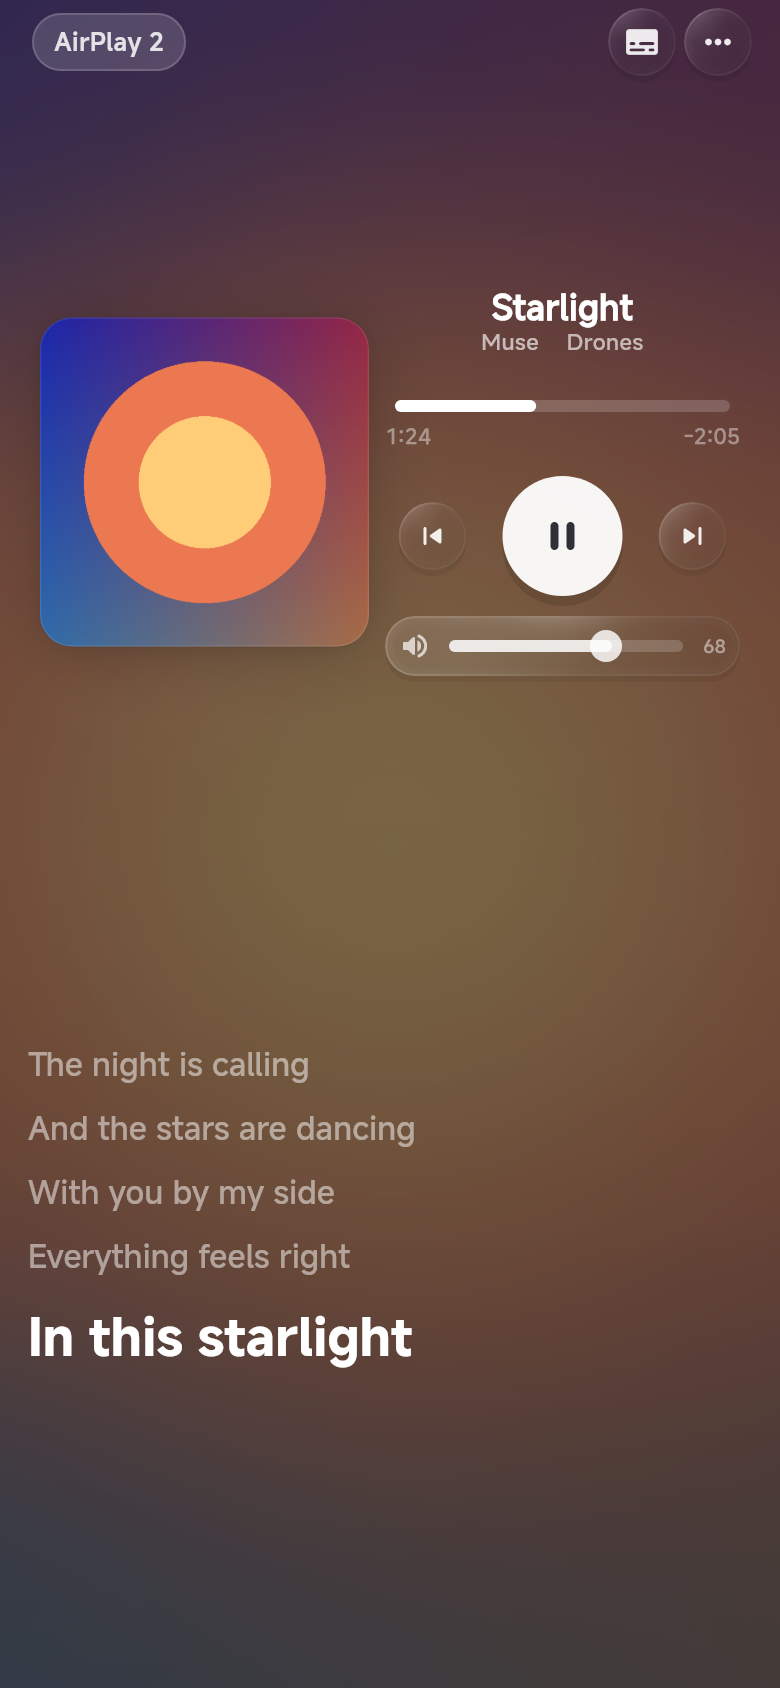 AirPlay 2
Starlight
Muse Drones
1:24 -2:05
68
The night is calling
And the stars are dancing
With you by my side
Everything feels right
In this starlight